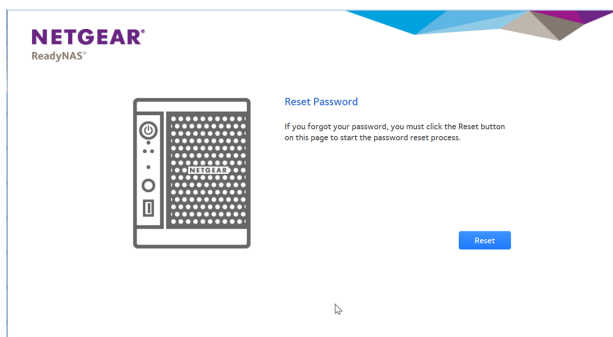 NETGEAR®
ReadyNAS®
Reset Password
If you forgot your password, you must click the Reset button
on this page to start the password reset process.
NETGEAR
Reset